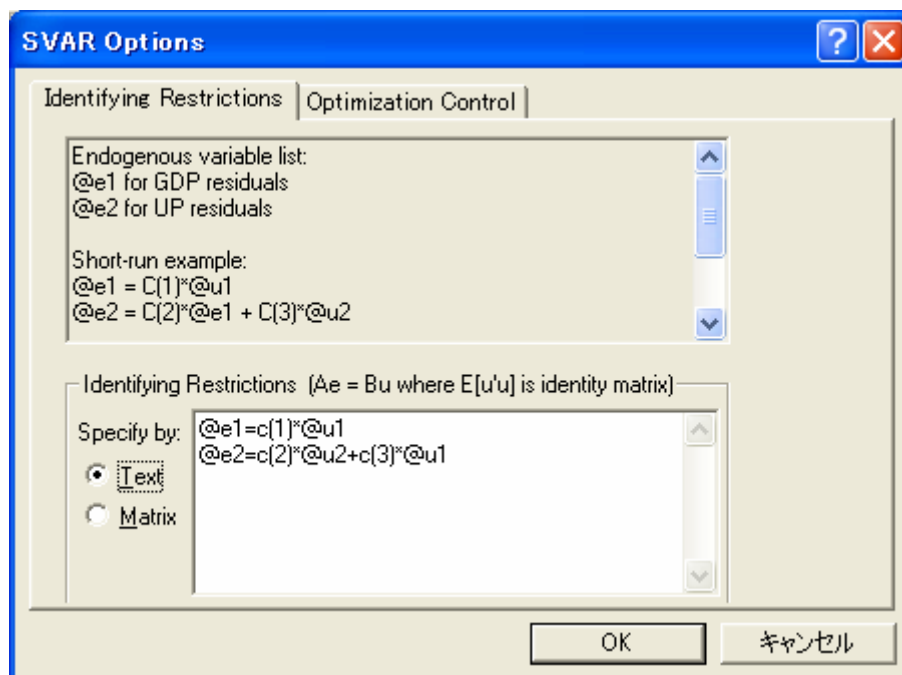 SVAR Options
Identifying Restrictions
Optimization Control
Endogenous variable list:
@e1 for GDP residuals
@e2 for UP residuals
Short-run example:
@e1 = C(1)*@u1
@e2 = C(2)*@e1 + C(3)*@u2
Identifying Restrictions (Ae = Bu where E[u'u] is identity matrix)
Specify by:
Text
Matrix
@e1=c(1)*@u1
@e2=c(2)*@u2+c(3)*@u1
OK
キャンセル